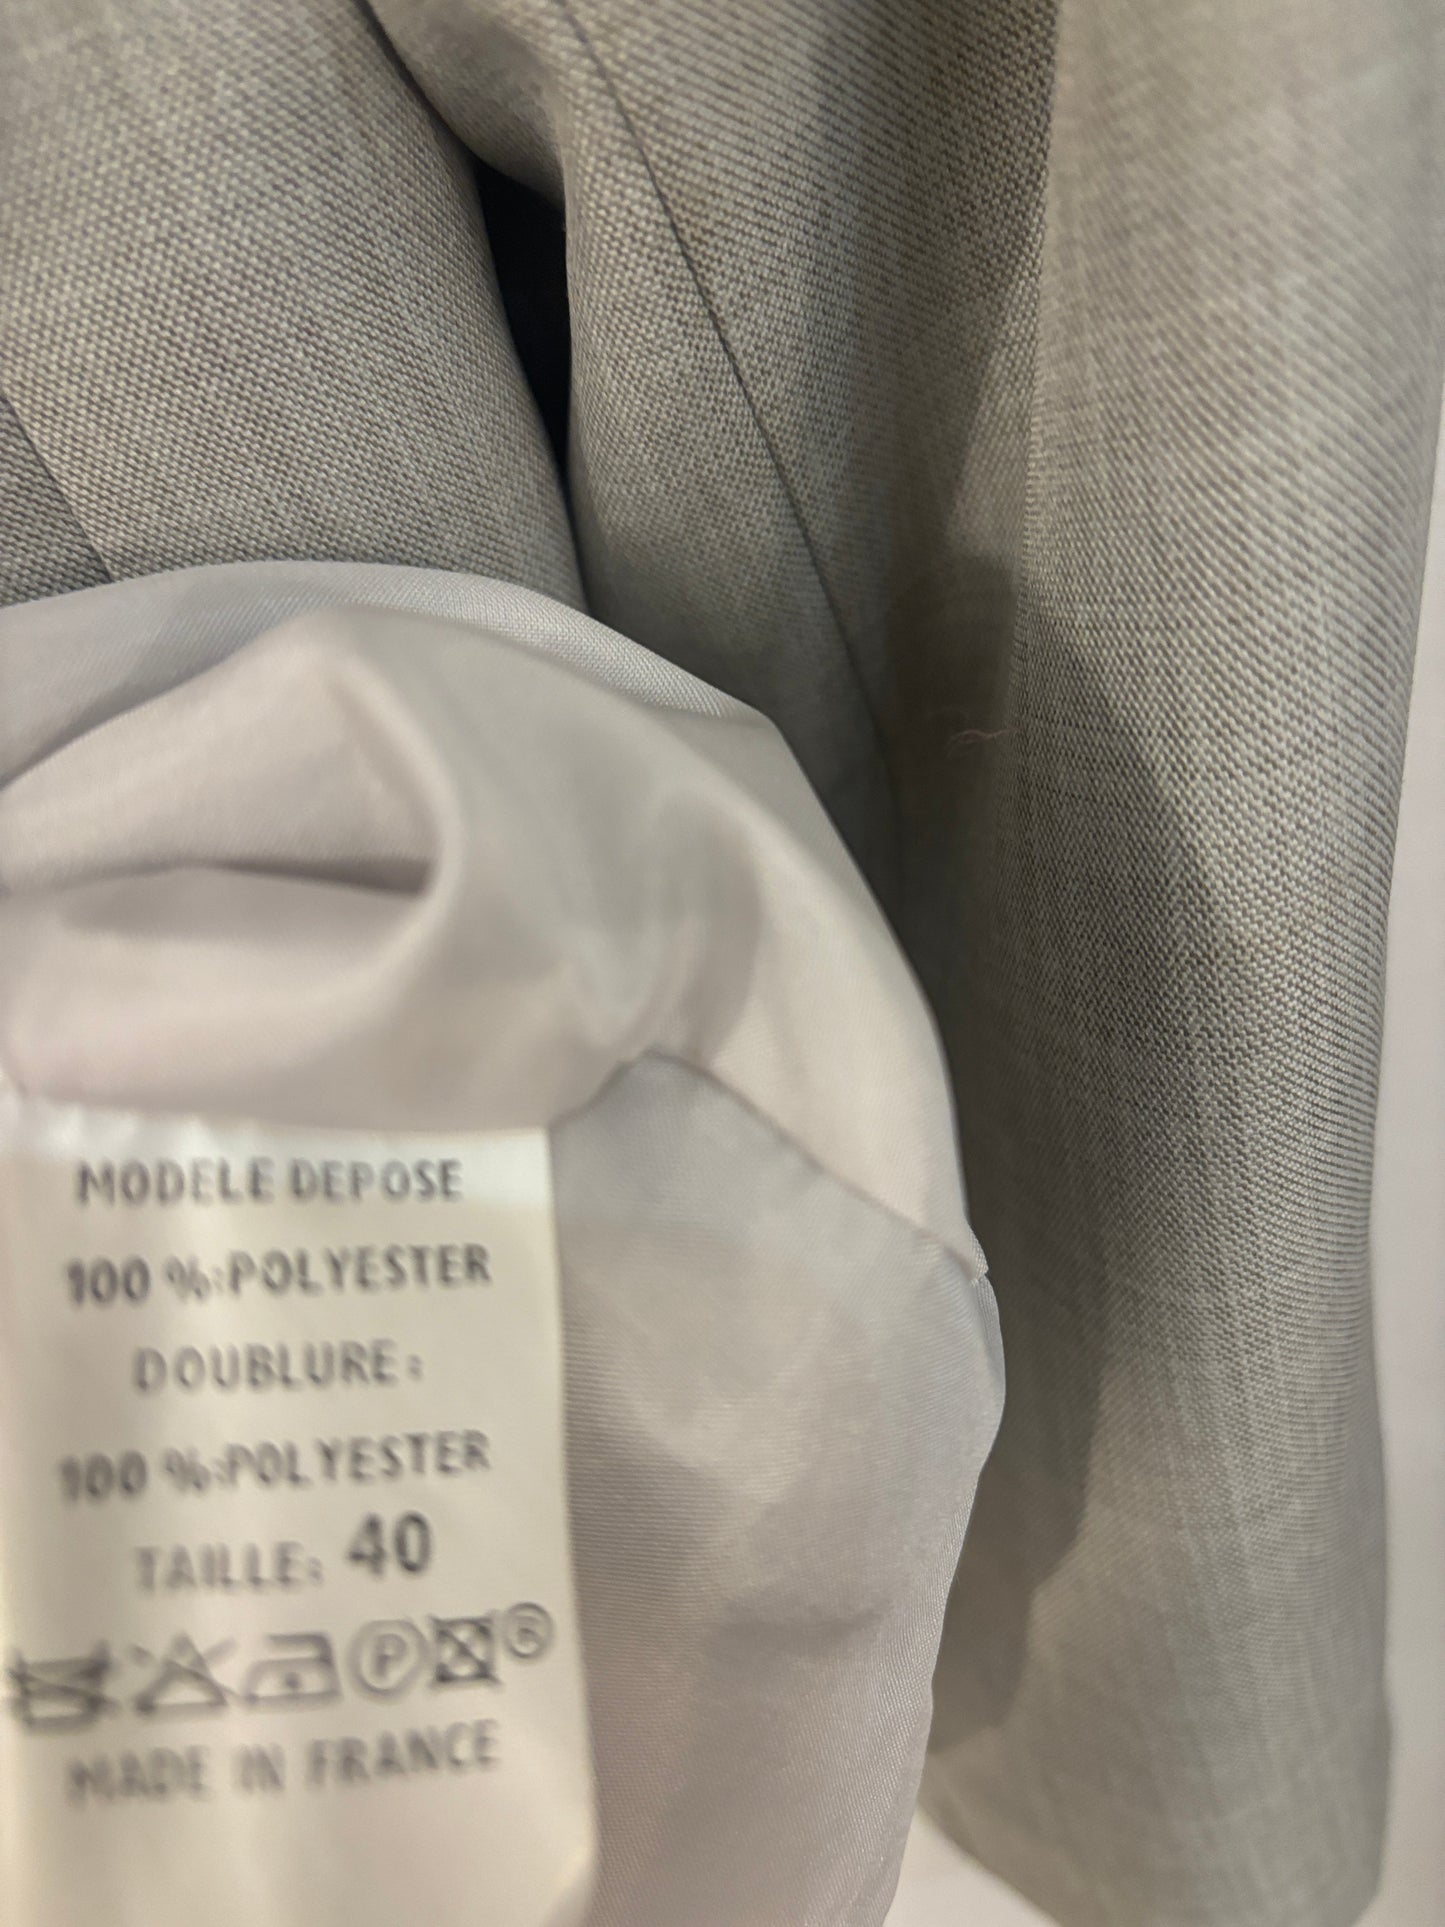 MODELE DEPOSE
100 %:POLYESTER
DOUBLURE:
100 %:POLYESTER
TAILLE: 40
P ®
MADE IN FRANCE